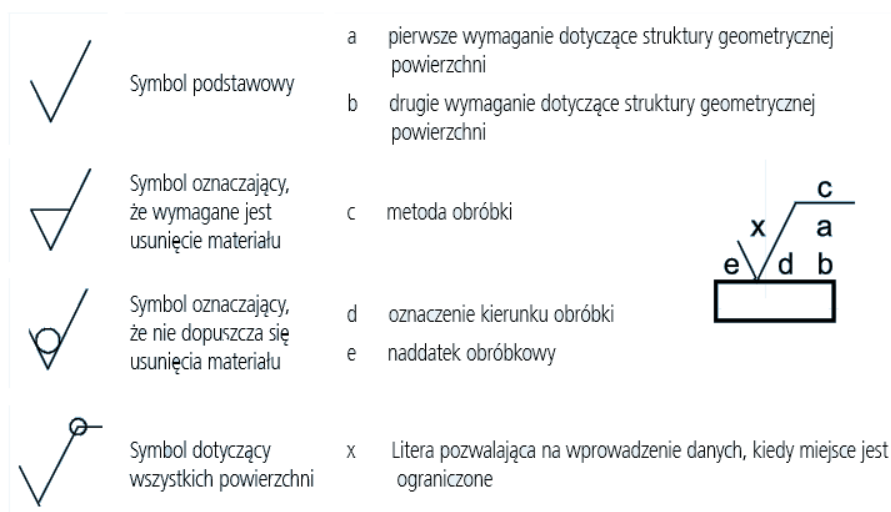 Symbol podstawowy
Symbol oznaczający,
że wymagane jest
usunięcie materiału
Symbol oznaczający,
że nie dopuszcza się
usunięcia materiału
Symbol dotyczący
wszystkich powierzchni
a pierwsze wymaganie dotyczące struktury geometrycznej
powierzchni
b drugie wymaganie dotyczące struktury geometrycznej
powierzchni
c metoda obróbki
d oznaczenie kierunku obróbki
e naddatek obróbkowy
x Litera pozwalająca na wprowadzenie danych, kiedy miejsce jest
ograniczone
c
x a
e d b